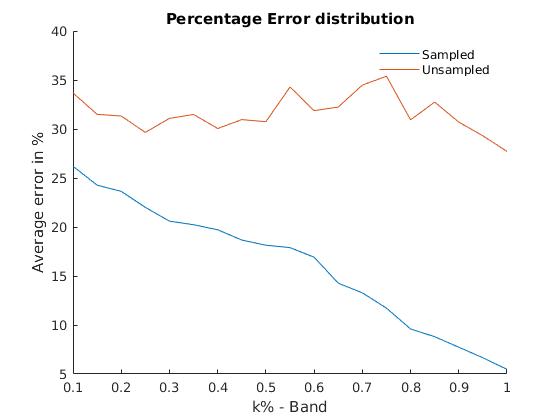 Percentage Error distribution
40
35
30
25
20
15
10
5
Average error in %
Sampled
Unsampled
0.1 0.2 0.3 0.4 0.5 0.6 0.7 0.8 0.9 1
k% - Band